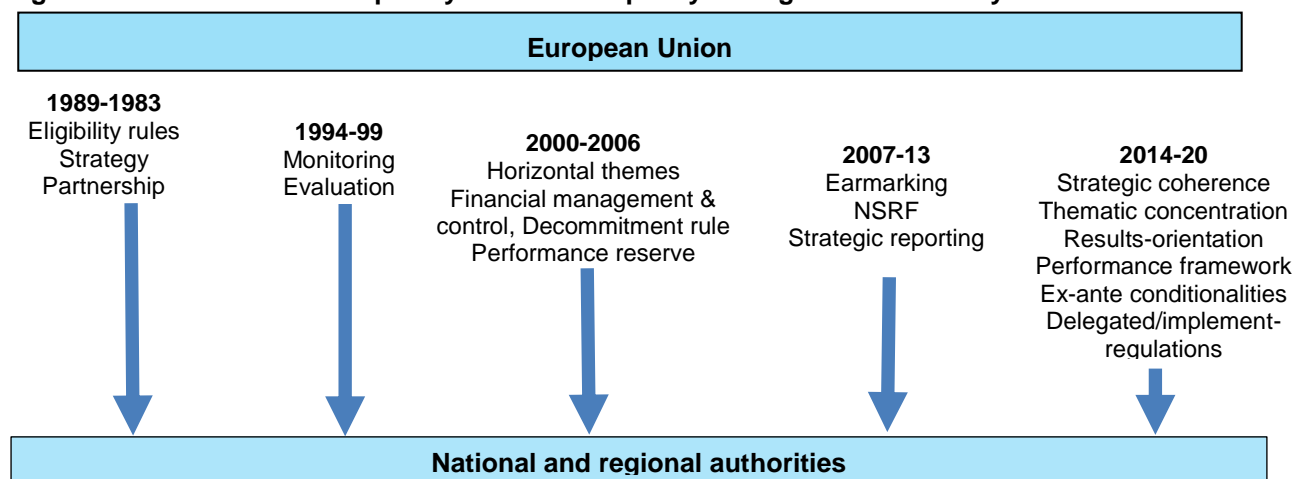 European Union
1989-1983
Eligibility rules
Strategy
Partnership
1994-99
Monitoring
Evaluation
2000-2006
Horizontal themes
Financial management &
control, Decommitment rule
Performance reserve
2007-13
Earmarking
NSRF
Strategic reporting
2014-20
Strategic coherence
Thematic concentration
Results-orientation
Performance framework
Ex-ante conditionalities
Delegated/implement-
regulations
National and regional authorities